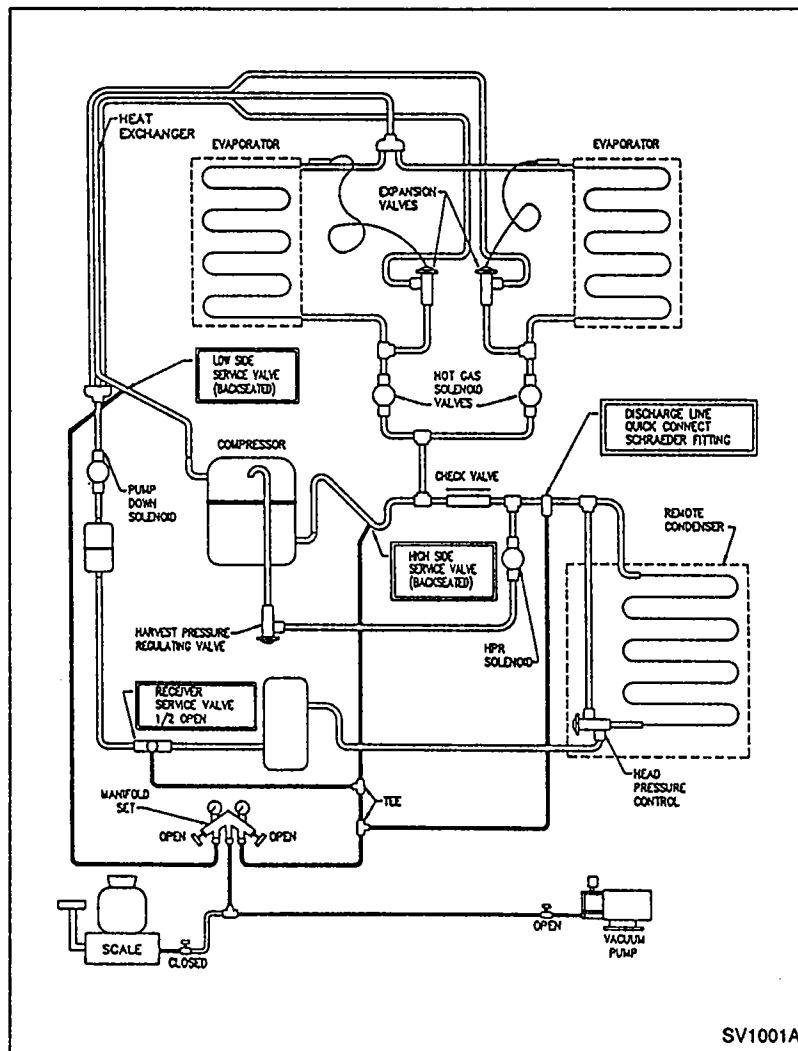 HEAT
EXCHANGER
EVAPORATOR
EVAPORATOR
EXPANSION
VALVES
LOW SIDE
SERVICE VALVE
(BACKSEATED)
HOT GAS
SOLENOID
VALVES
DISCHARGE LINE
QUICK CONNECT
SCHRAEDER FITTING
COMPRESSOR
CHECK VALVE
PUMP
DOWN
SOLENOID
REMOTE
CONDENSER
HIGH SIDE
SERVICE VALVE
(BACKSEATED)
HARVEST PRESSURE
REGULATING VALVE
HPR
SOLENOID
RECEIVER
SERVICE VALVE
1/2 OPEN
HEAD
PRESSURE
CONTROL
MANIFOLD
SET
TEE
OPEN
OPEN
SCALE
CLOSED
OPEN
VACUUM
PUMP
SV1001A